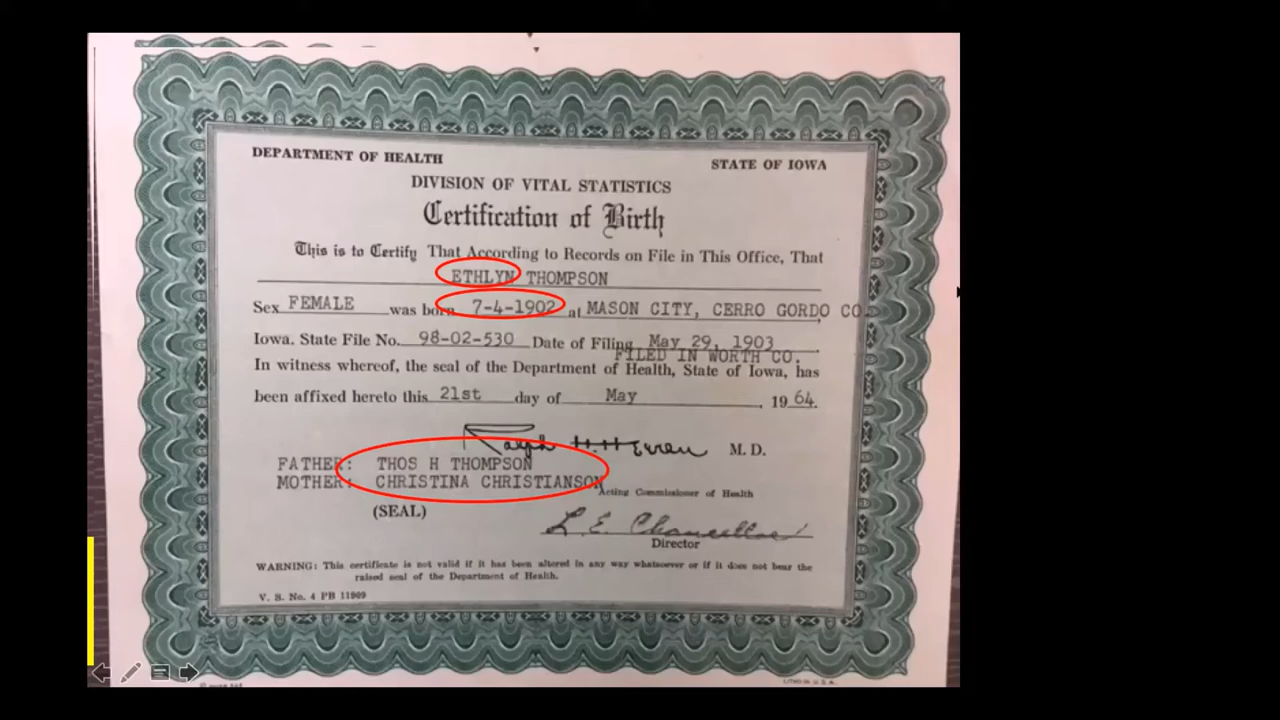 DEPARTMENT OF HEALTH STATE OF IOWA
DIVISION OF VITAL STATISTICS
Certification of Birth
This is to Certify That According to Records on File in This Office, That
ETHLYN THOMPSON
Sex FEMALE was born 7-4-1902 at MASON CITY, CERRO GORDO CO.,
Iowa. State File No. 98-02-530 Date of Filing May 29, 1903
FILED IN WORTH CO.
In witness whereof, the seal of the Department of Health, State of Iowa, has
been affixed hereto this 21st day of May, 1964.
Ralph H. Heeren M. D.
FATHER: THOS H THOMPSON
MOTHER: CHRISTINA CHRISTIANSON
Acting Commissioner of Health
(SEAL)
L. E. Chancellor
Director
WARNING: This certificate is not valid if it has been altered in any way whatsoever or if it does not bear the
raised seal of the Department of Health.
V. S. No. 4 PB 11909
LITHO IN U.S.A.